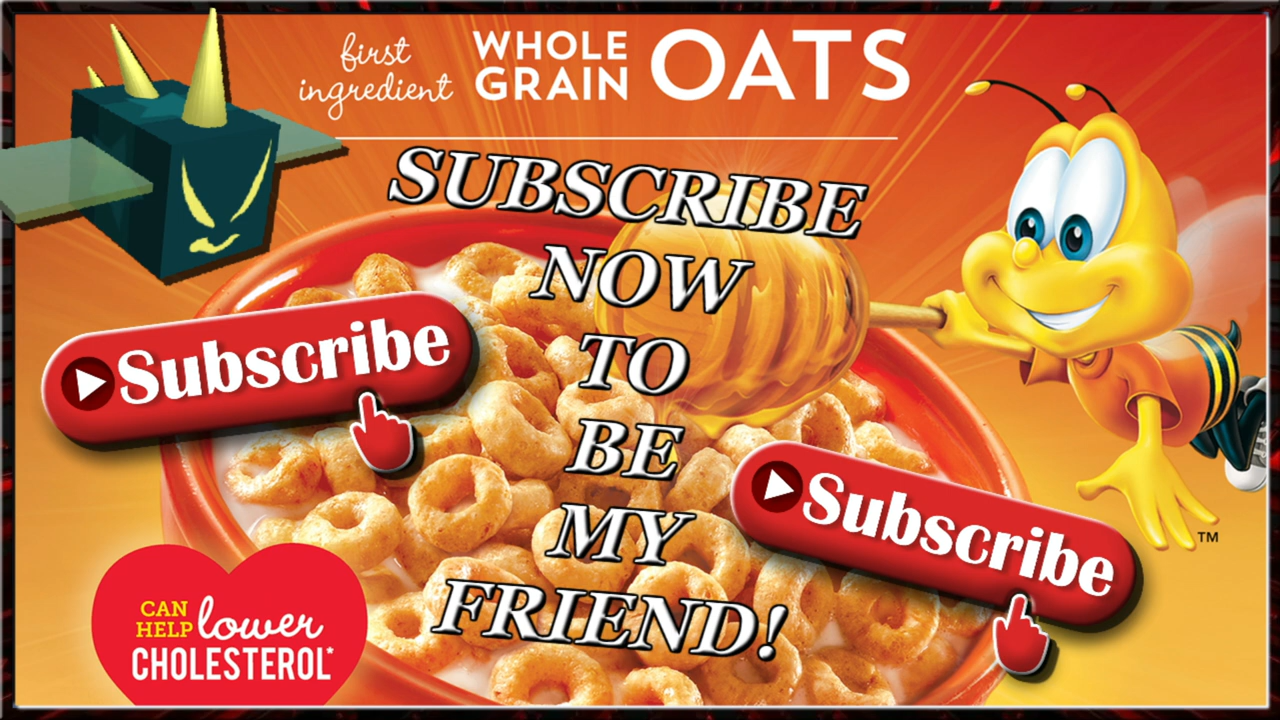 first
ingredient
WHOLE
GRAIN
OATS
SUBSCRIBE
NOW
TO
BE
MY
FRIEND!
Subscribe
Subscribe
CAN
HELP
lower
CHOLESTEROL*
TM